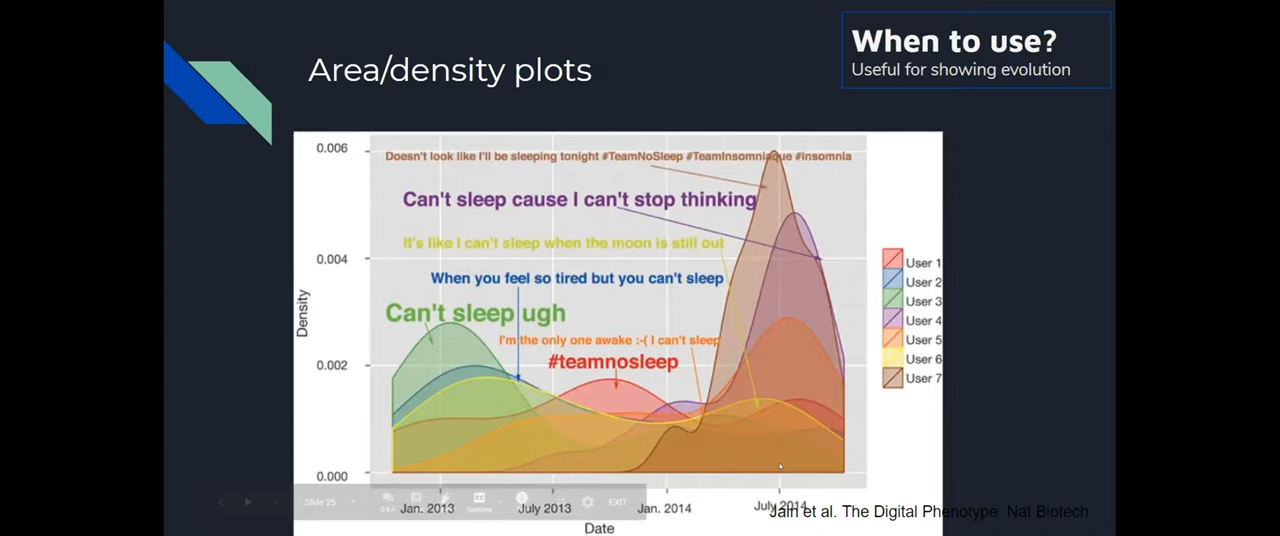 When to use?
Useful for showing evolution
Area/density plots
0.006
0.004
0.002
0.000
Density
Doesn't look like I'll be sleeping tonight #TeamNoSleep #TeamInsomniaque #insomnia
Can't sleep cause I can't stop thinking
It's like I can't sleep when the moon is still out
When you feel so tired but you can't sleep
Can't sleep ugh
I'm the only one awake :-( I can't sleep
#teamnosleep
User 1
User 2
User 3
User 4
User 5
User 6
User 7
Slide 25
Q&A
Captions
EXIT
Jan. 2013
July 2013
Jan. 2014
July 2014
Date
Jain et al. The Digital Phenotype. Nat Biotech